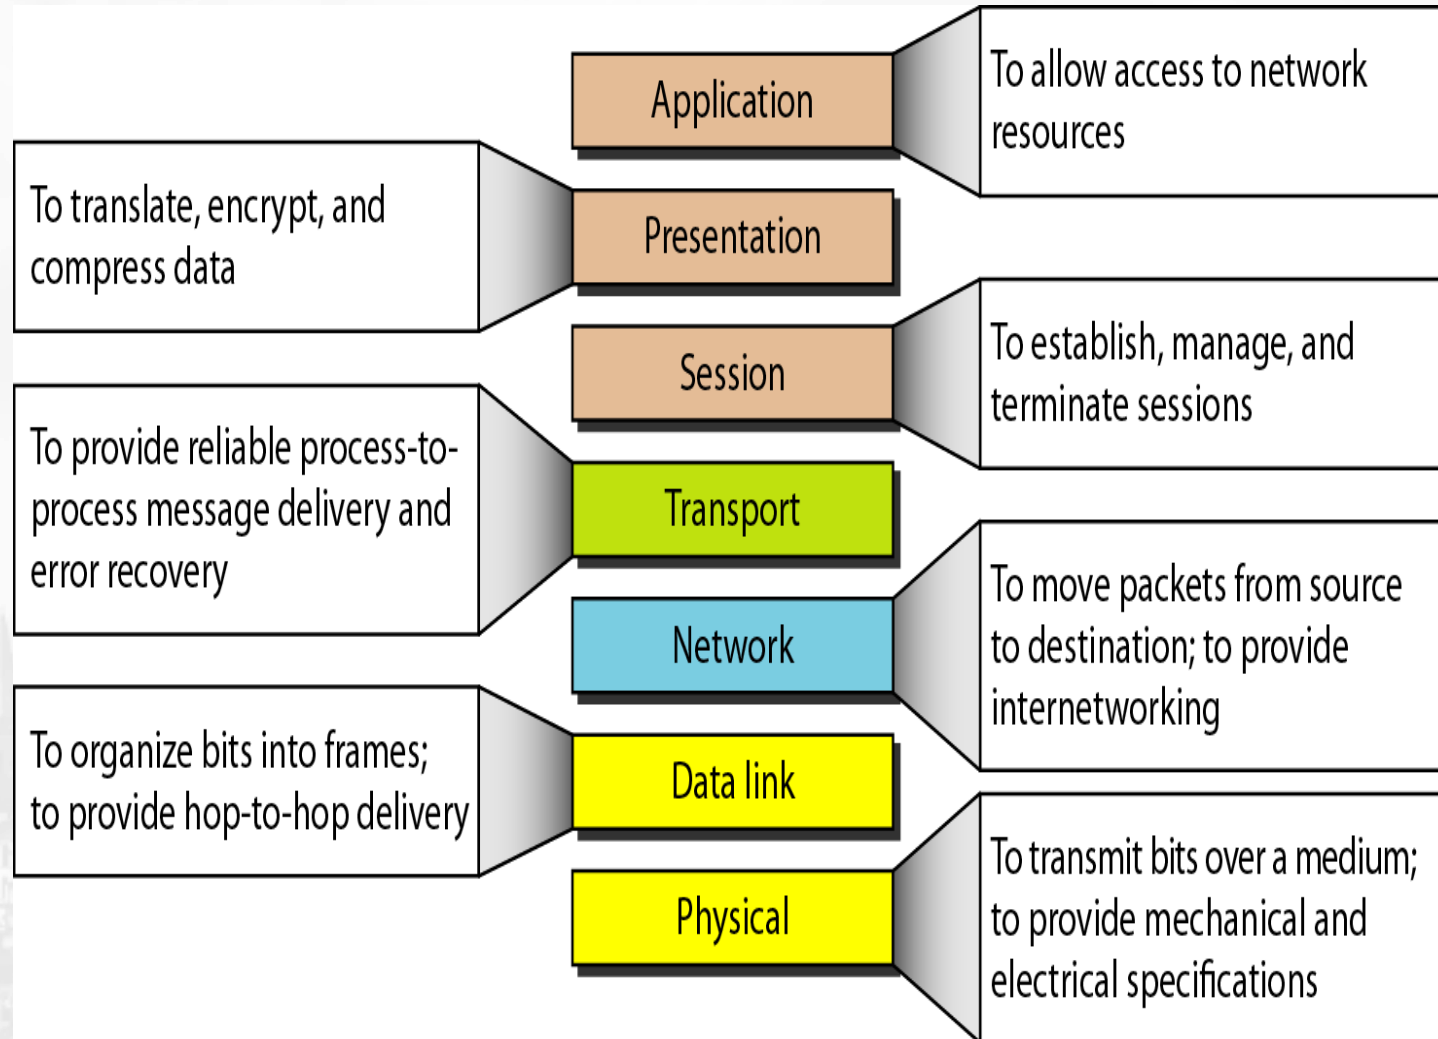 Application
To allow access to network
resources
To translate, encrypt, and
compress data
Presentation
Session
To establish, manage, and
terminate sessions
To provide reliable process-to-
process message delivery and
error recovery
Transport
Network
To move packets from source
to destination; to provide
internetworking
To organize bits into frames;
to provide hop-to-hop delivery
Data link
Physical
To transmit bits over a medium;
to provide mechanical and
electrical specifications